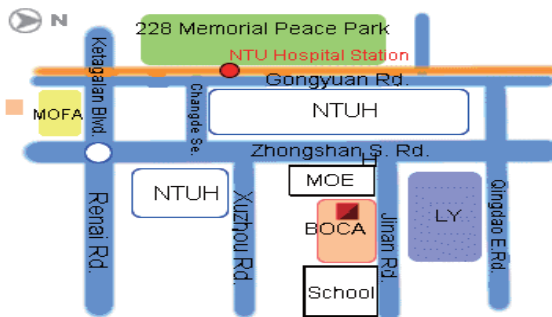 N
228 Memorial Peace Park
NTU Hospital Station
Gongyuan Rd.
Ketagalan Blvd.
Changde Se.
MOFA
NTUH
Zhongshan S. Rd.
H
MOE
NTUH
Renai Rd.
Xuzhou Rd.
BOCA
Jinan Rd.
LY
Qingdao E.Rd.
School